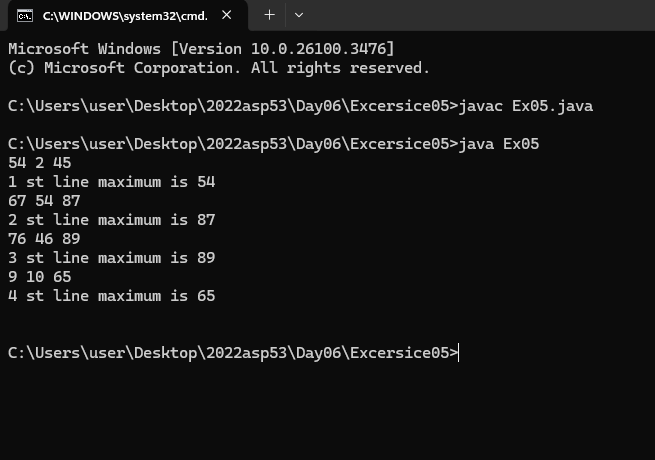 C:\WINDOWS\system32\cmd.
Microsoft Windows [Version 10.0.26100.3476]
(c) Microsoft Corporation. All rights reserved.
C:\Users\user\Desktop\2022asp53\Day06\Excersice05>javac Ex05.java
C:\Users\user\Desktop\2022asp53\Day06\Excersice05>java Ex05
54 2 45
1 st line maximum is 54
67 54 87
2 st line maximum is 87
76 46 89
3 st line maximum is 89
9 10 65
4 st line maximum is 65
C:\Users\user\Desktop\2022asp53\Day06\Excersice05>